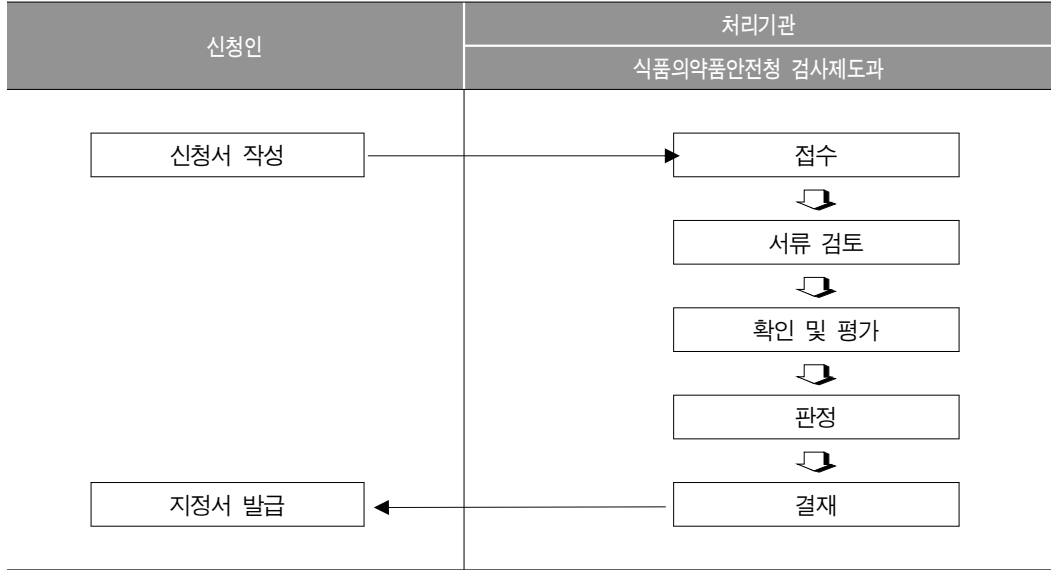 신청인
처리기관
식품의약품안전청 검사제도과
신청서 작성
접수
서류 검토
확인 및 평가
판정
지정서 발급
결재